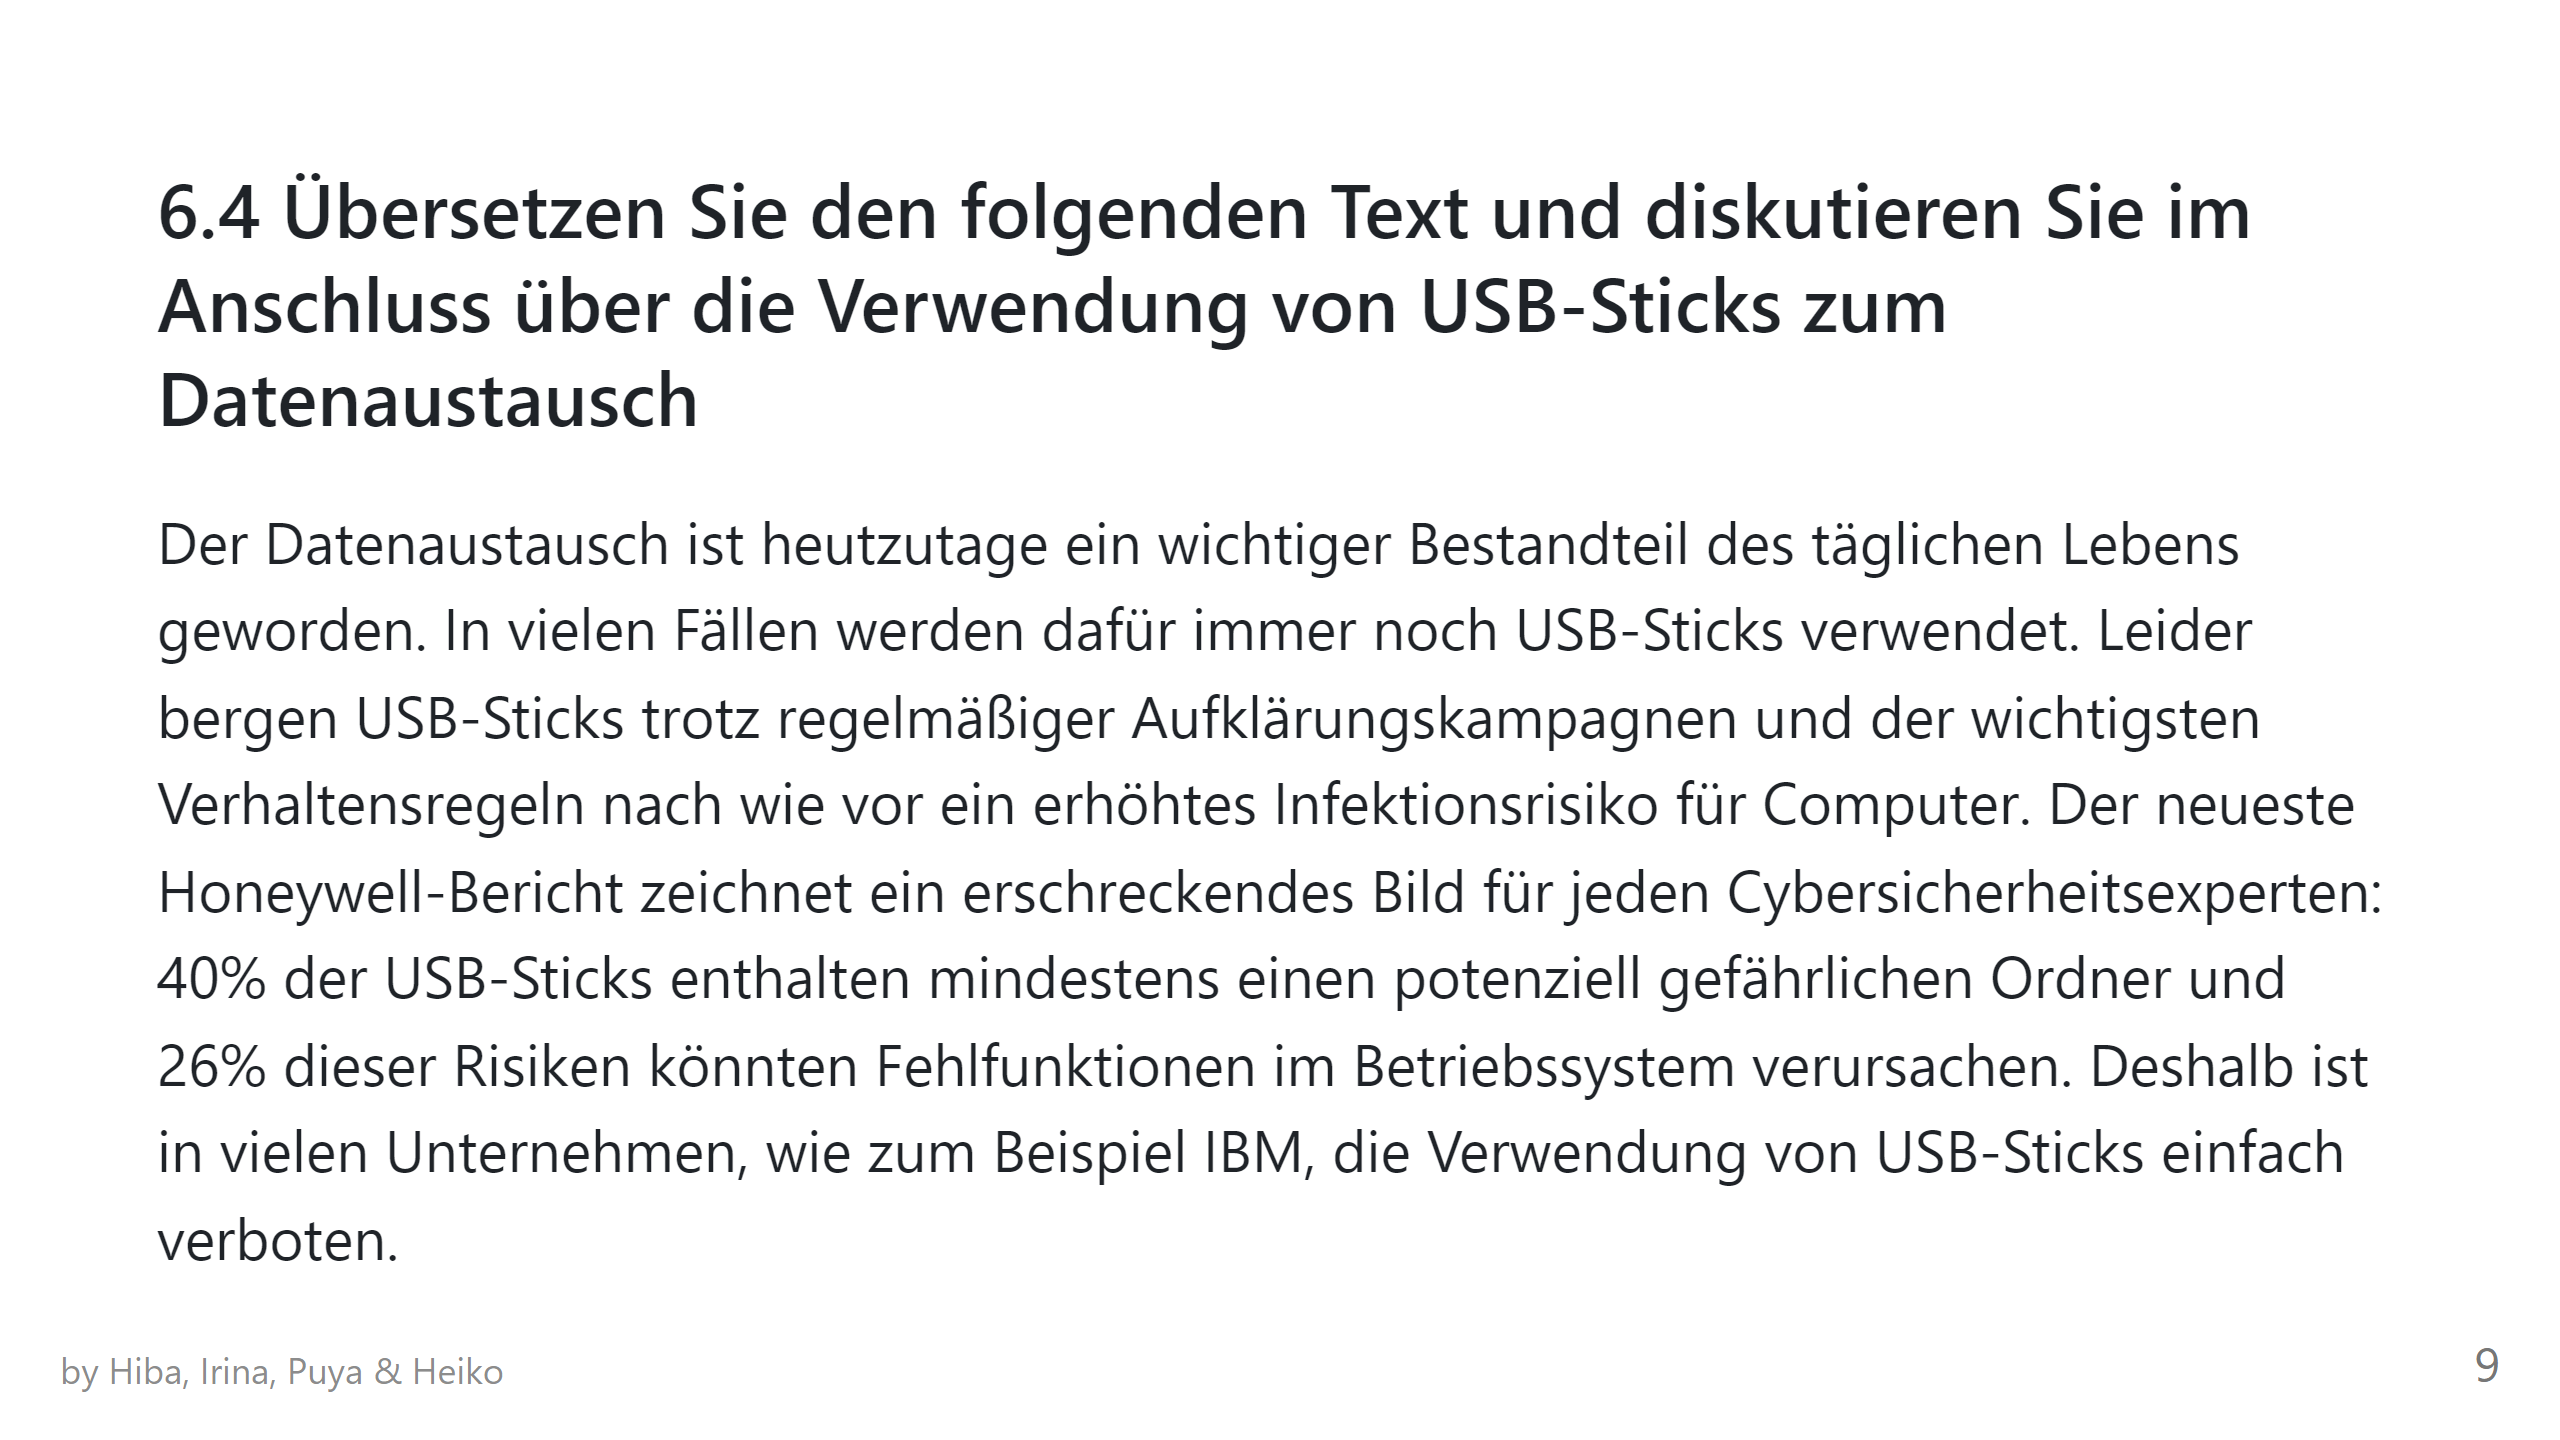 6.4 Übersetzen Sie den folgenden Text und diskutieren Sie im
Anschluss über die Verwendung von USB-Sticks zum
Datenaustausch
Der Datenaustausch ist heutzutage ein wichtiger Bestandteil des täglichen Lebens
geworden. In vielen Fällen werden dafür immer noch USB-Sticks verwendet. Leider
bergen USB-Sticks trotz regelmäßiger Aufklärungskampagnen und der wichtigsten
Verhaltensregeln nach wie vor ein erhöhtes Infektionsrisiko für Computer. Der neueste
Honeywell-Bericht zeichnet ein erschreckendes Bild für jeden Cybersicherheitsexperten:
40% der USB-Sticks enthalten mindestens einen potenziell gefährlichen Ordner und
26% dieser Risiken könnten Fehlfunktionen im Betriebssystem verursachen. Deshalb ist
in vielen Unternehmen, wie zum Beispiel IBM, die Verwendung von USB-Sticks einfach
verboten.
by Hiba, Irina, Puya & Heiko
9